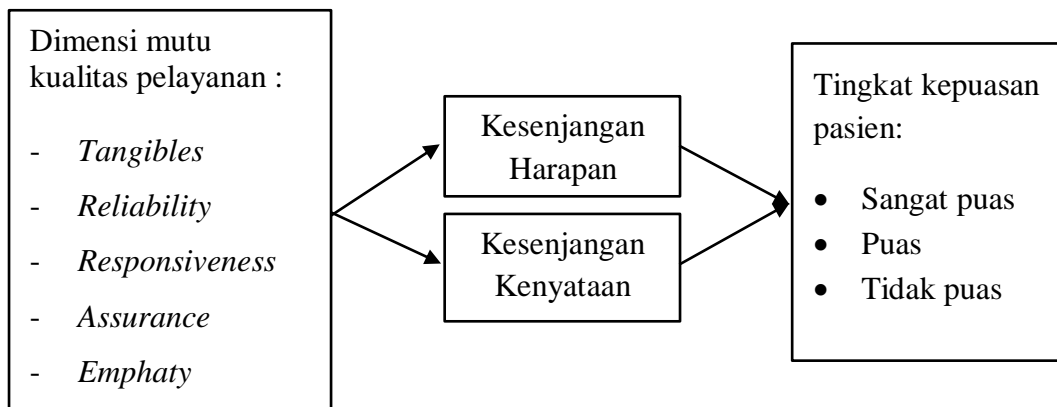 Dimensi mutu
kualitas pelayanan :
- Tangibles
- Reliability
- Responsiveness
- Assurance
- Emphaty
Kesenjangan
Harapan
Kesenjangan
Kenyataan
Tingkat kepuasan
pasien:
• Sangat puas
• Puas
• Tidak puas